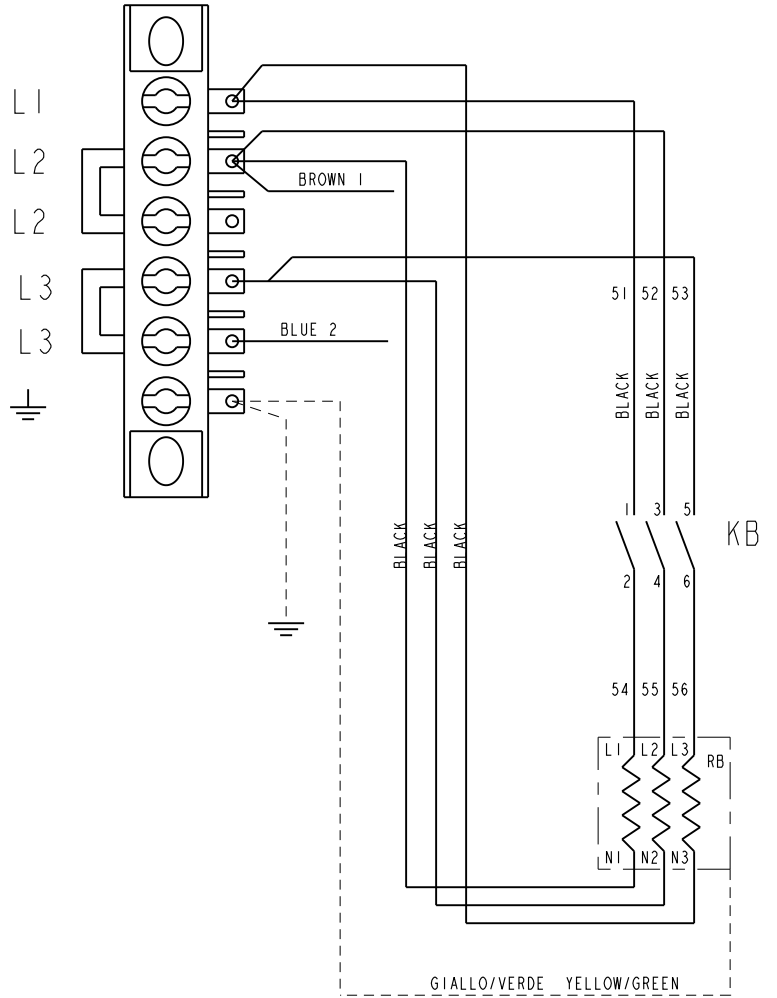 L1
L2
BROWN 1
L2
L3
51 52 53
BLUE 2
L3
BLACK BLACK BLACK
1 3 5
KB
BLACK BLACK BLACK
2 4 6
54 55 56
L1 L2 L3
RB
N1 N2 N3
GIALLO/VERDE YELLOW/GREEN